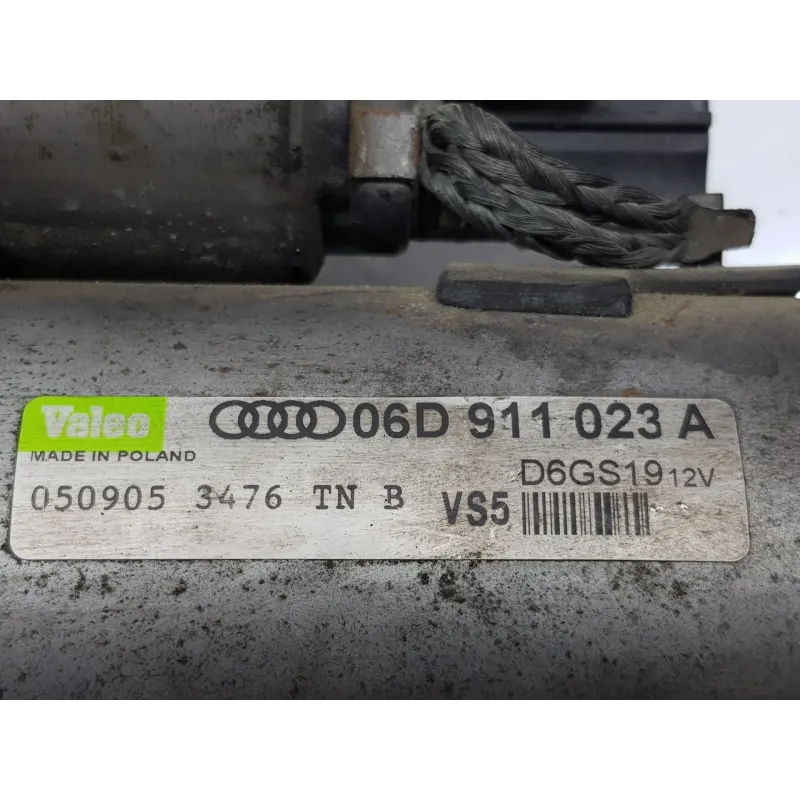 Valeo 06D 911 023 A
MADE IN POLAND
D6GS19 12V
050905 3476 TN B VS5